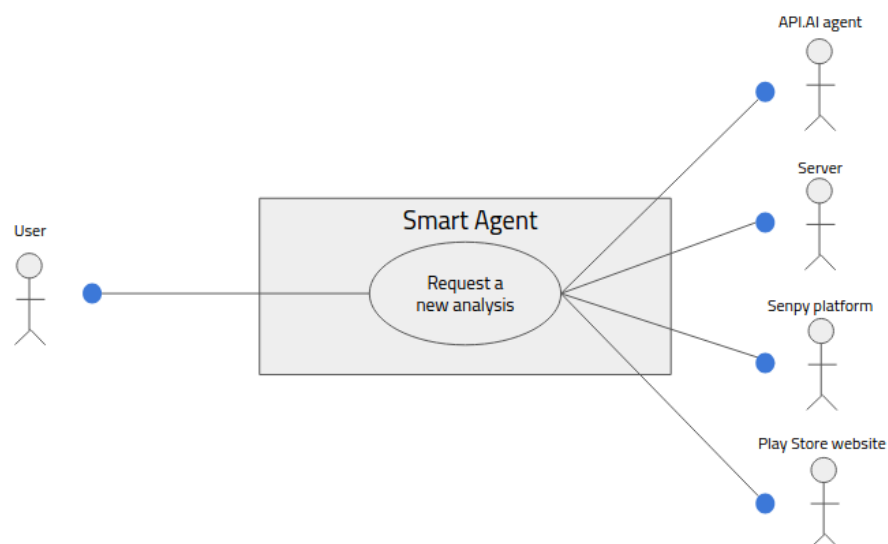 API.AI agent
Server
User
Smart Agent
Request a
new analysis
Senpy platform
Play Store website